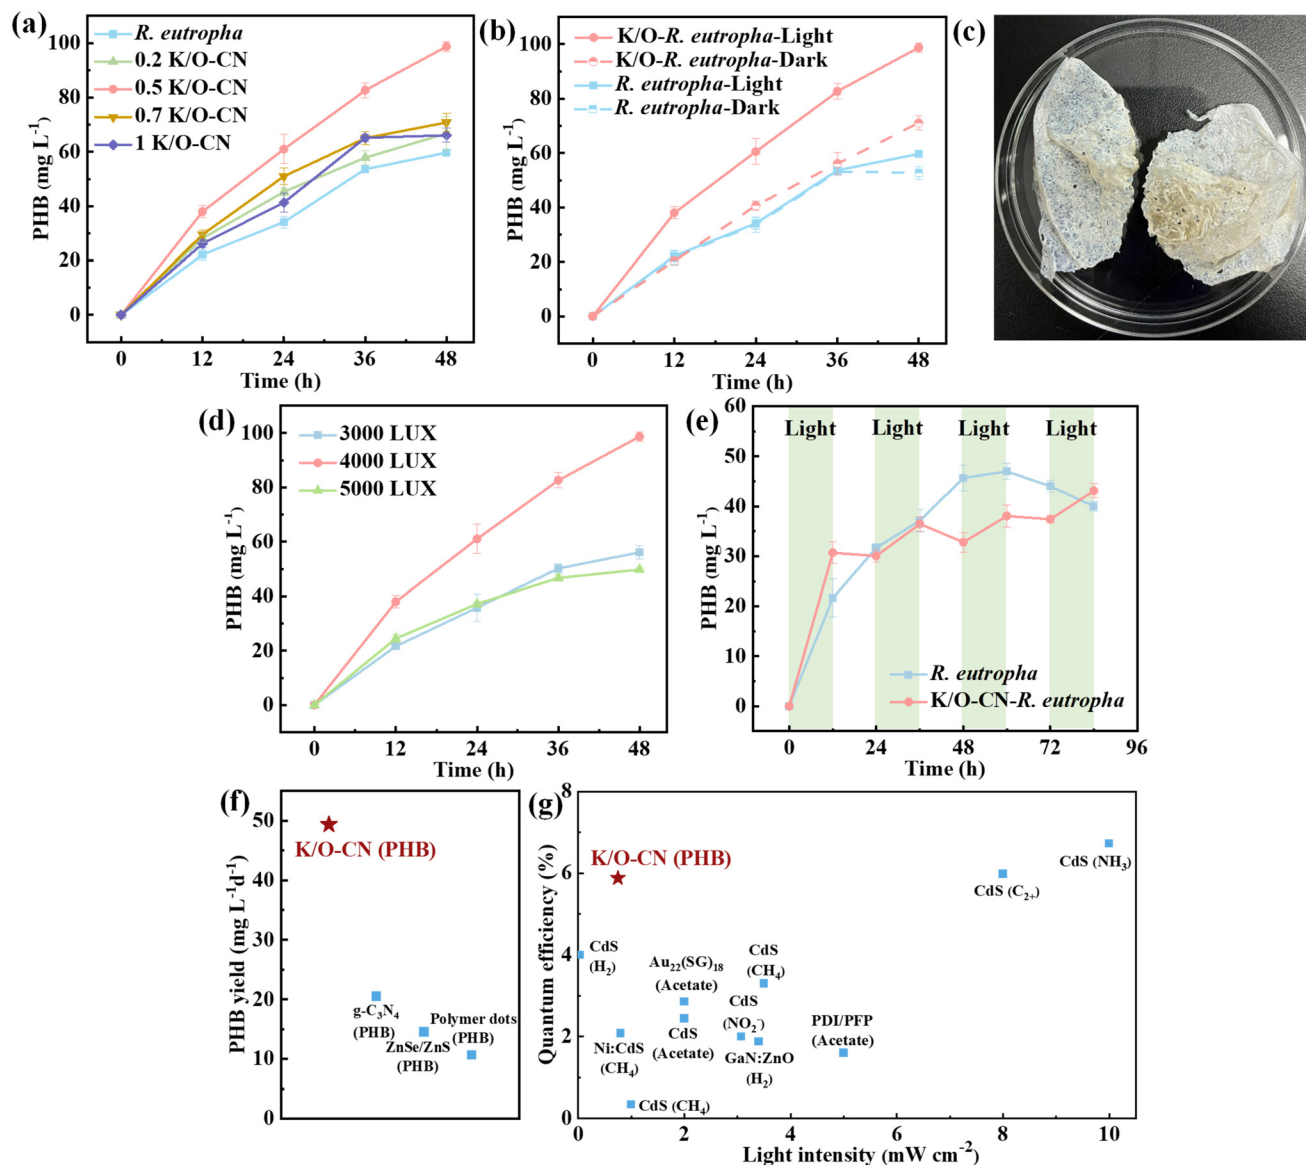 (a)
R. eutropha
0.2 K/O-CN
0.5 K/O-CN
0.7 K/O-CN
1 K/O-CN
PHB (mg L⁻¹)
100
80
60
40
20
0
0 12 24 36 48
Time (h)
(b)
K/O-R. eutropha-Light
K/O-R. eutropha-Dark
R. eutropha-Light
R. eutropha-Dark
PHB (mg L⁻¹)
100
80
60
40
20
0
0 12 24 36 48
Time (h)
(c)
(d)
3000 LUX
4000 LUX
5000 LUX
PHB (mg L⁻¹)
100
80
60
40
20
0
0 12 24 36 48
Time (h)
(e)
Light Light Light Light
R. eutropha
K/O-CN-R. eutropha
PHB (mg L⁻¹)
60
50
40
30
20
10
0
0 24 48 72 96
Time (h)
(f)
K/O-CN (PHB)
g-C₃N₄
(PHB)
ZnSe/ZnS
(PHB)
Polymer dots
(PHB)
PHB yield (mg L⁻¹d⁻¹)
50
40
30
20
10
0
(g)
K/O-CN (PHB)
CdS
(H₂)
Ni:CdS
(CH₄)
CdS (CH₄)
Au₂₂(SG)₁₈
(Acetate)
CdS
(Acetate)
CdS
(CH₄)
CdS
(NO₂⁻)
GaN:ZnO
(H₂)
PDI/PFP
(Acetate)
CdS (C₂₊)
CdS (NH₃)
Quantum efficiency (%)
8
6
4
2
0
0 2 4 6 8 10
Light intensity (mW cm⁻²)